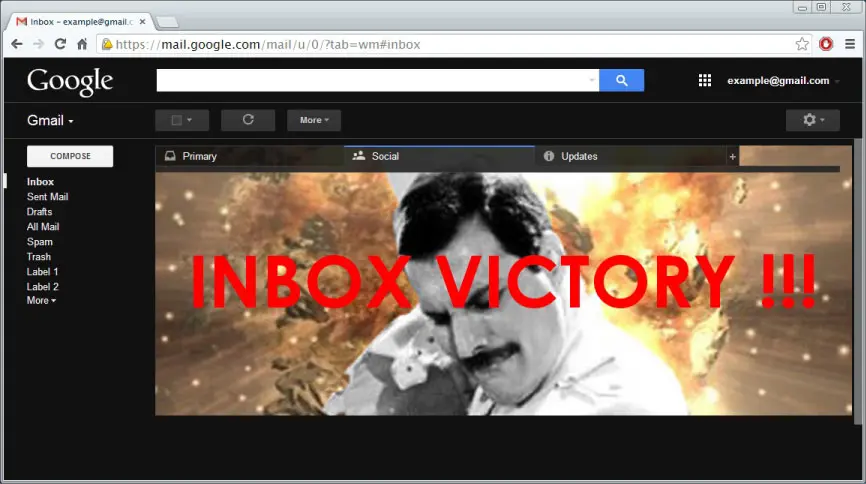 Inbox – example@gmail.c
https://mail.google.com/mail/u/0/?tab=wm#inbox
Google
example@gmail.com
Gmail
More
COMPOSE
Primary
Social
Updates
+
Inbox
Sent Mail
Drafts
All Mail
Spam
Trash
Label 1
Label 2
More
INBOX VICTORY !!!